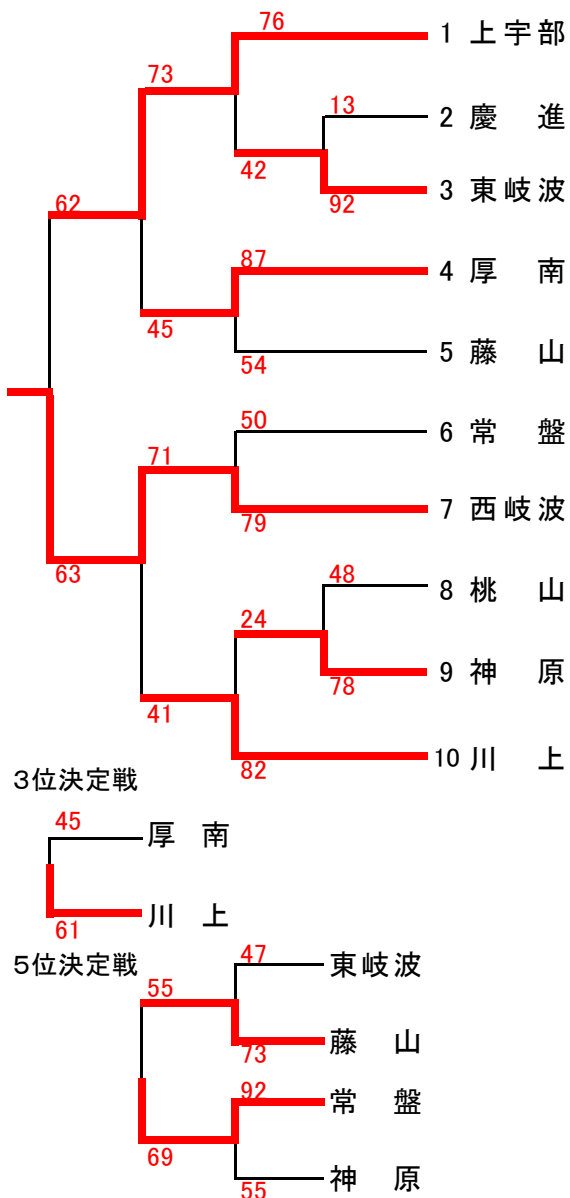 76
1 上宇部
73
13
2 慶 進
42
92
3 東岐波
62
87
4 厚 南
45
54
5 藤 山
50
6 常 盤
71
79
7 西岐波
63
48
8 桃 山
24
78
9 神 原
41
82
10 川 上
3位決定戦
45
厚 南
61
川 上
5位決定戦
47
東岐波
55
73
藤 山
92
常 盤
69
55
神 原